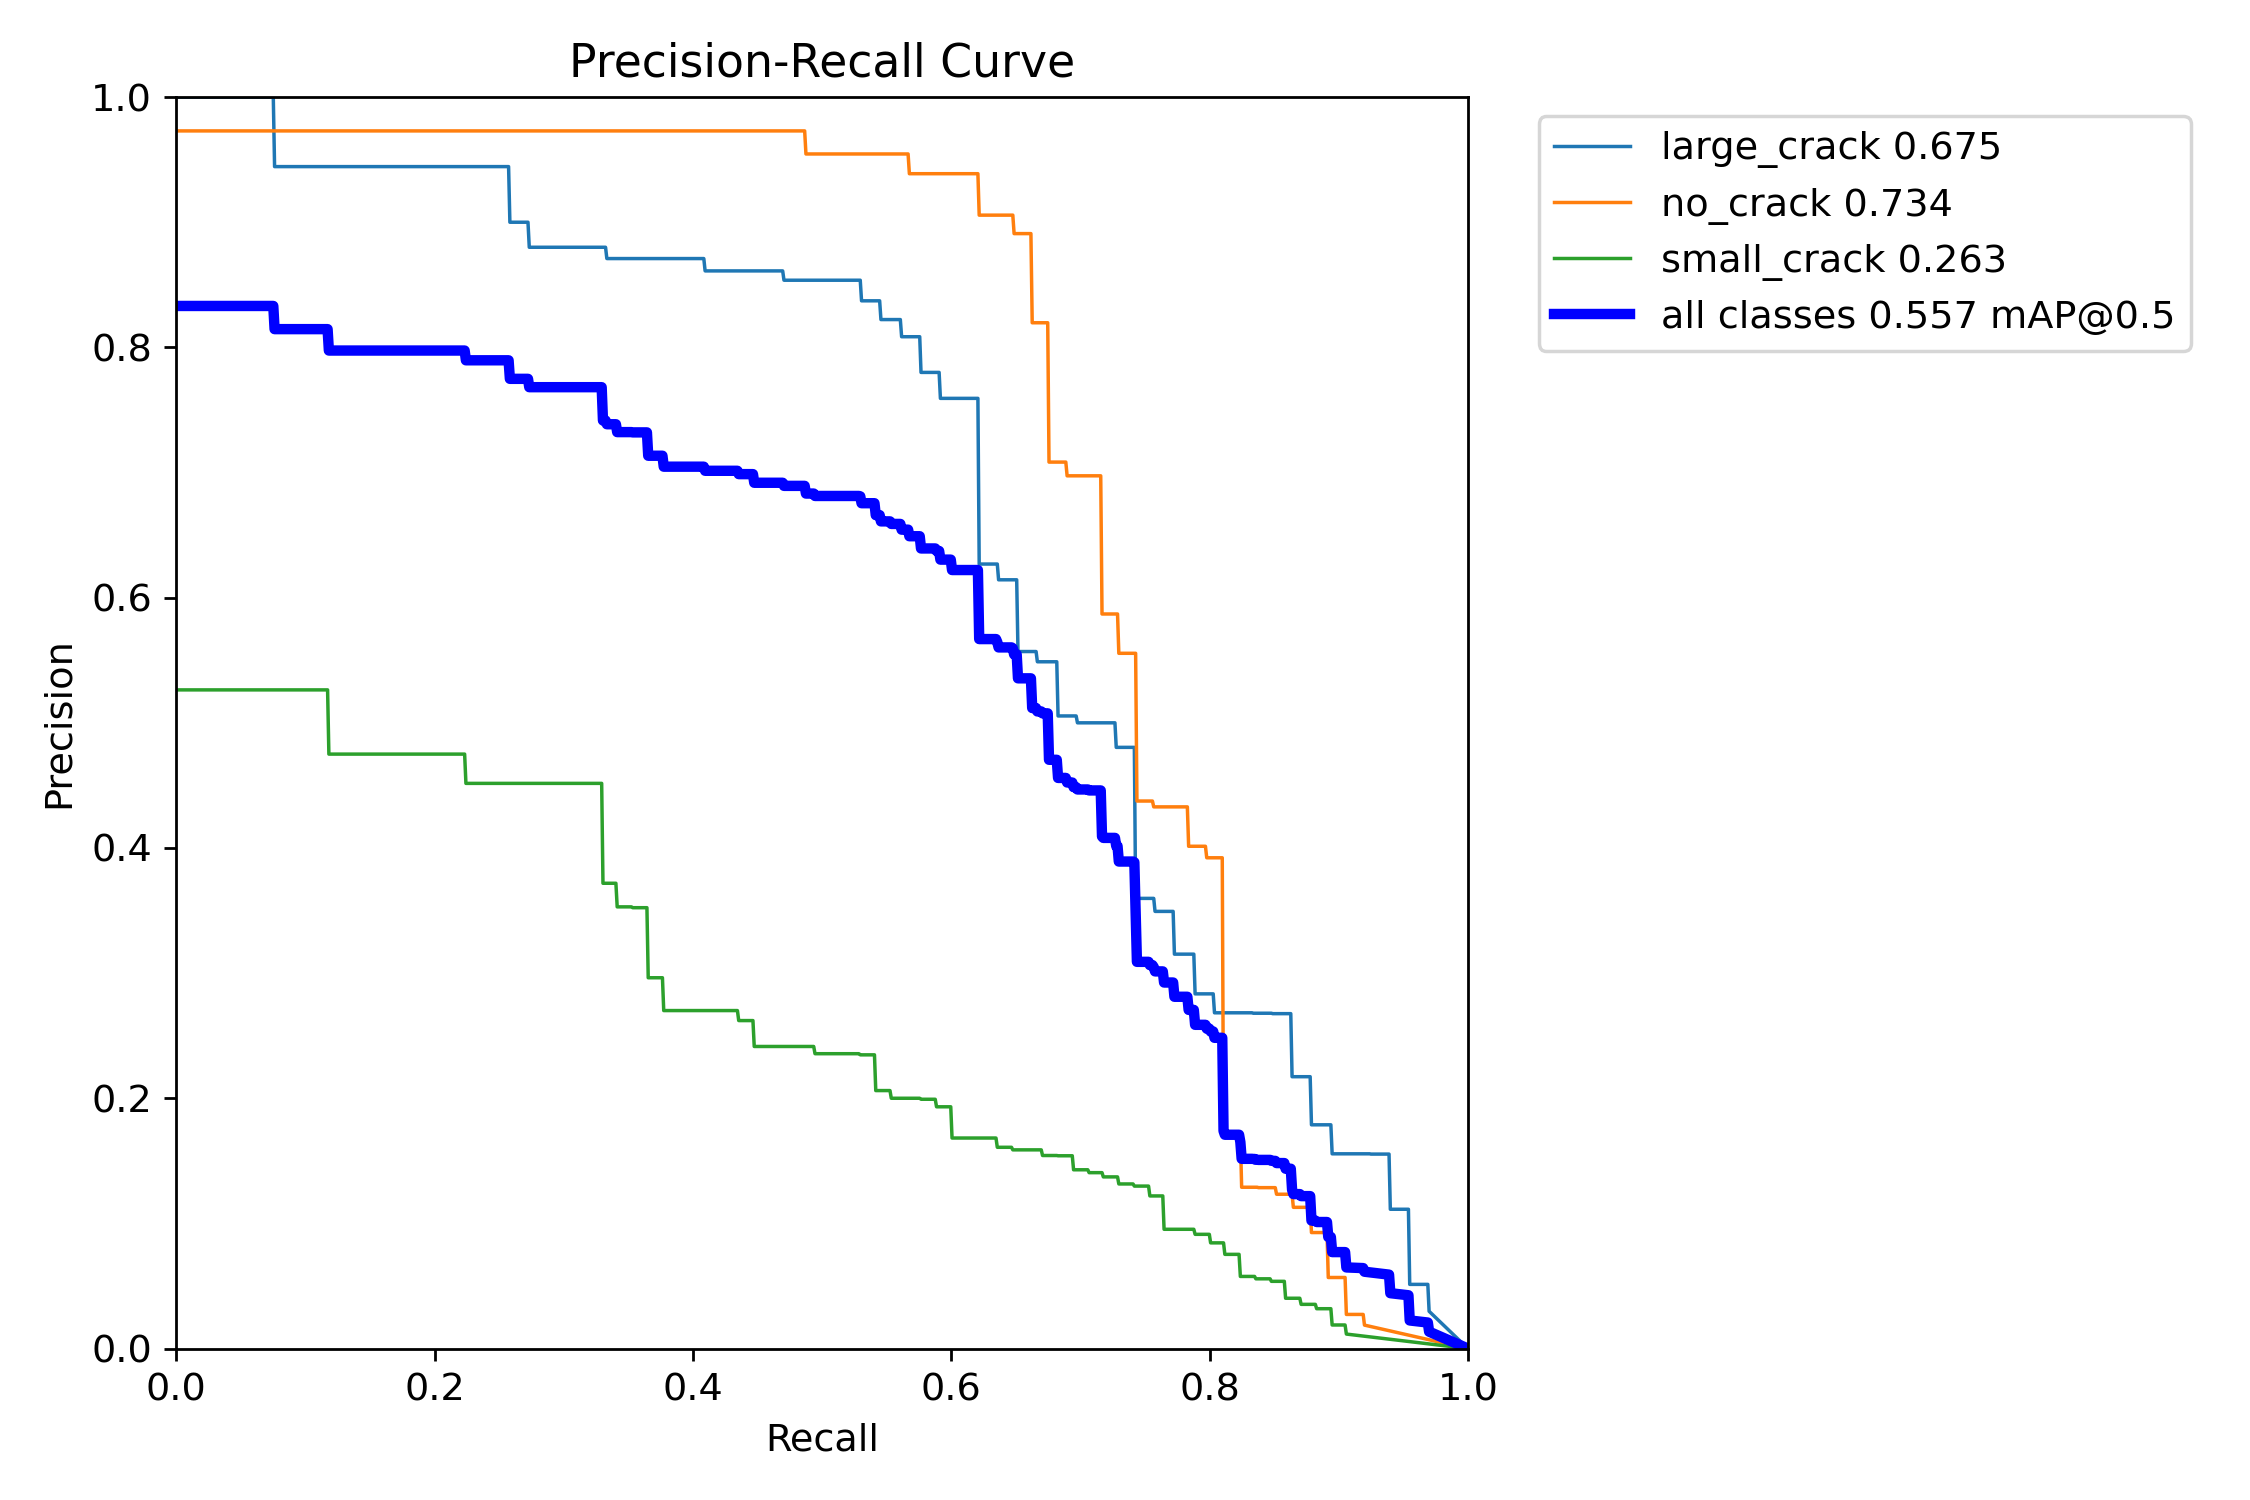 Precision-Recall Curve
1.0
0.8
0.6
0.4
0.2
0.0
Precision
0.0 0.2 0.4 0.6 0.8 1.0
Recall
large_crack 0.675
no_crack 0.734
small_crack 0.263
all classes 0.557 mAP@0.5